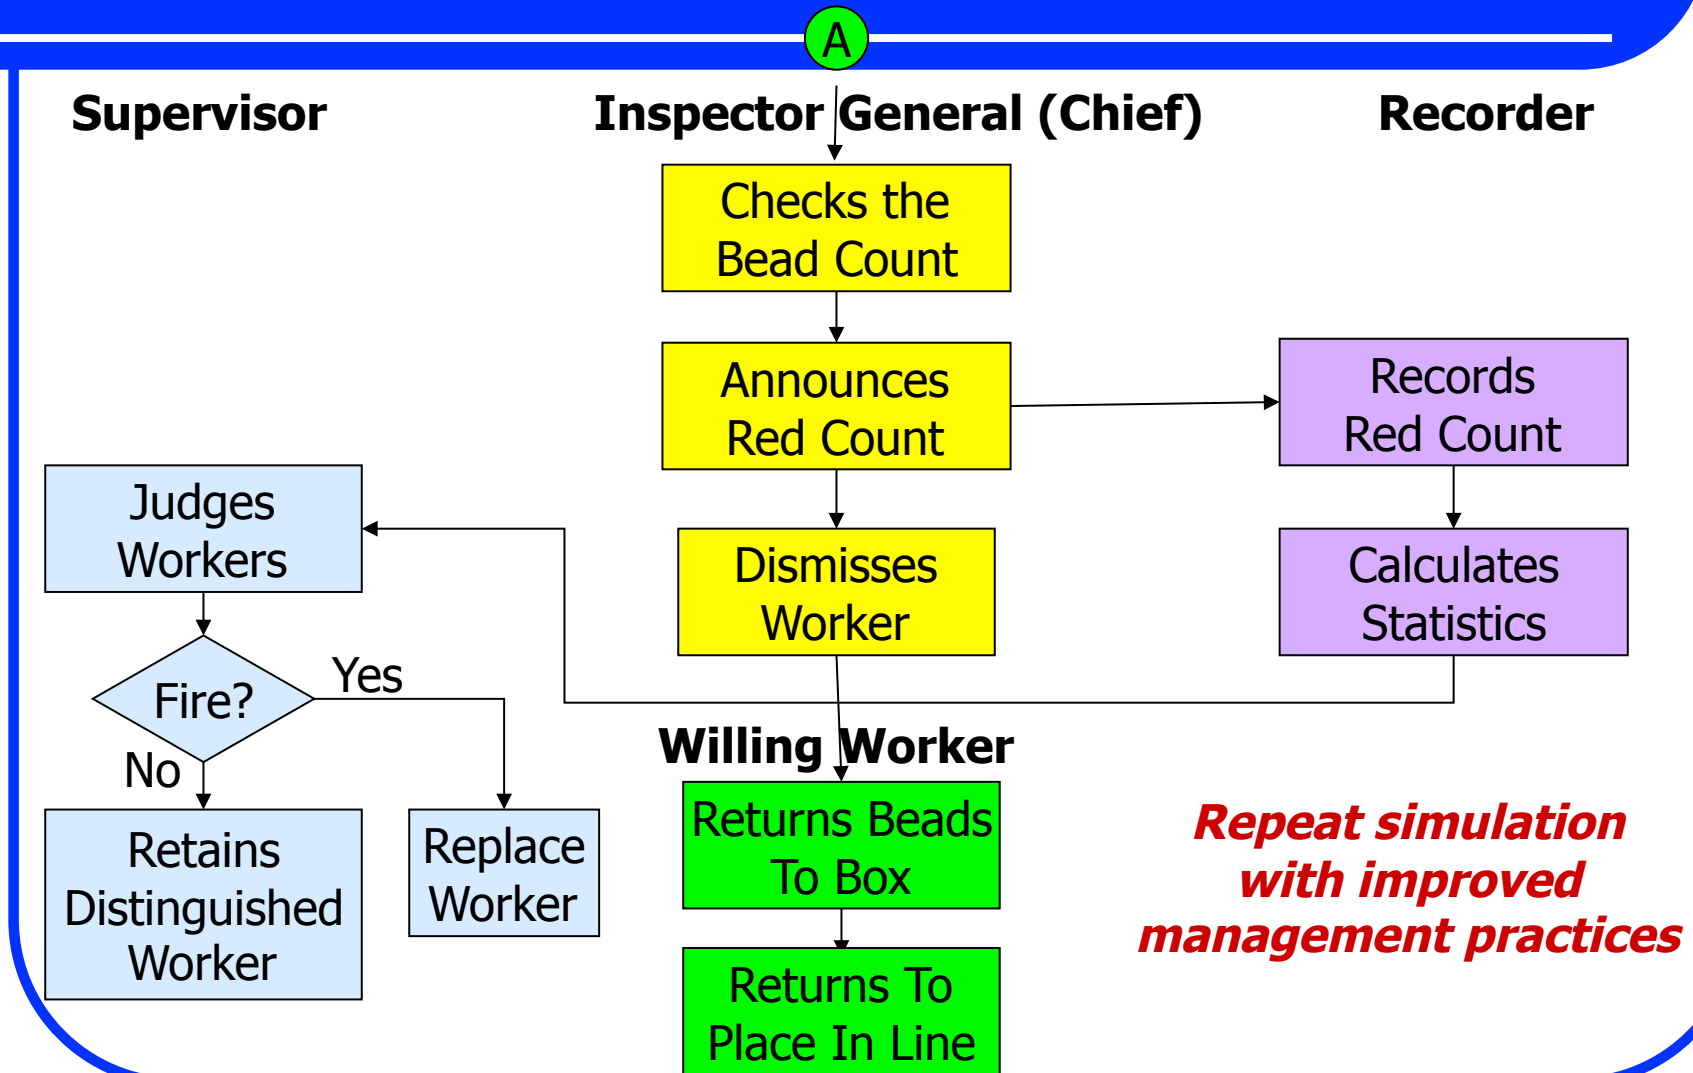 A
Supervisor
Inspector General (Chief)
Recorder
Checks the
Bead Count
Announces
Red Count
Records
Red Count
Judges
Workers
Dismisses
Worker
Calculates
Statistics
Fire?
Yes
No
Willing Worker
Retains
Distinguished
Worker
Replace
Worker
Returns Beads
To Box
Returns To
Place In Line
Repeat simulation
with improved
management practices